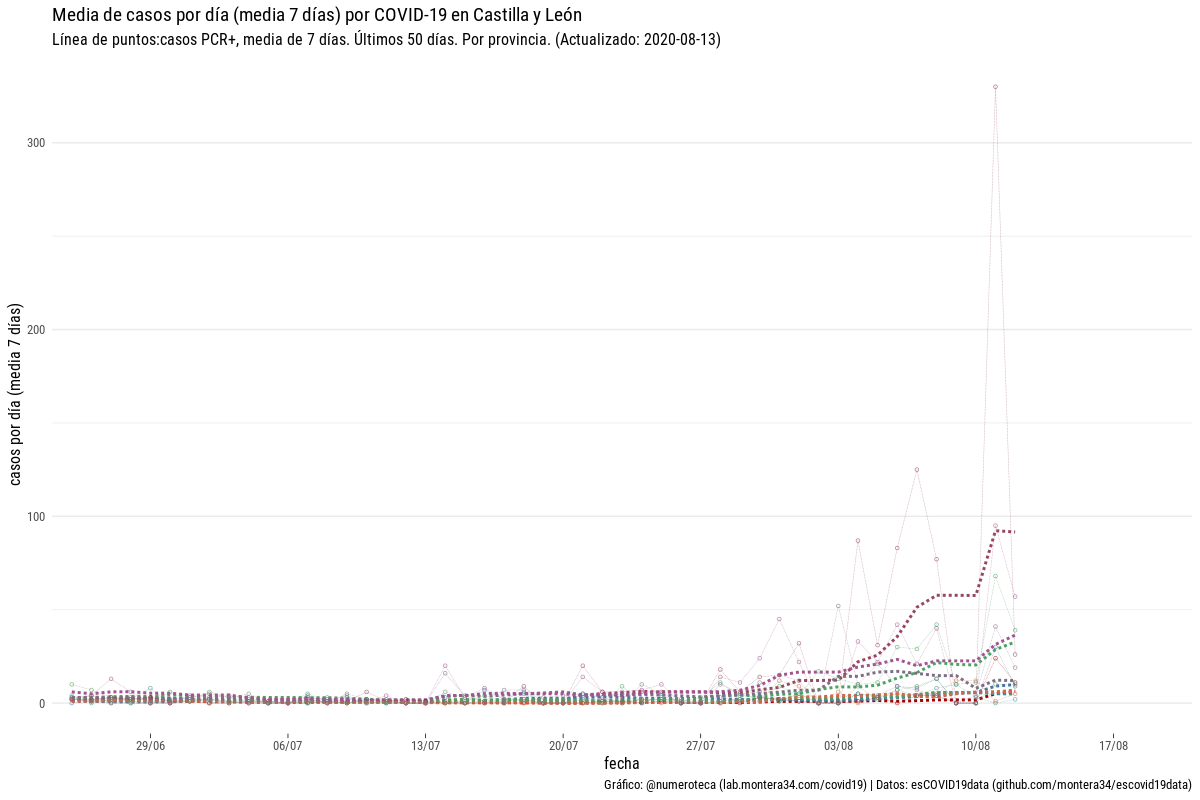 Media de casos por día (media 7 días) por COVID-19 en Castilla y León
Línea de puntos:casos PCR+, media de 7 días. Últimos 50 días. Por provincia. (Actualizado: 2020-08-13)
casos por día (media 7 días)
300
200
100
0
29/06
06/07
13/07
20/07
27/07
03/08
10/08
17/08
fecha
Gráfico: @numeroteca (lab.montera34.com/covid19) | Datos: esCOVID19data (github.com/montera34/escovid19data)